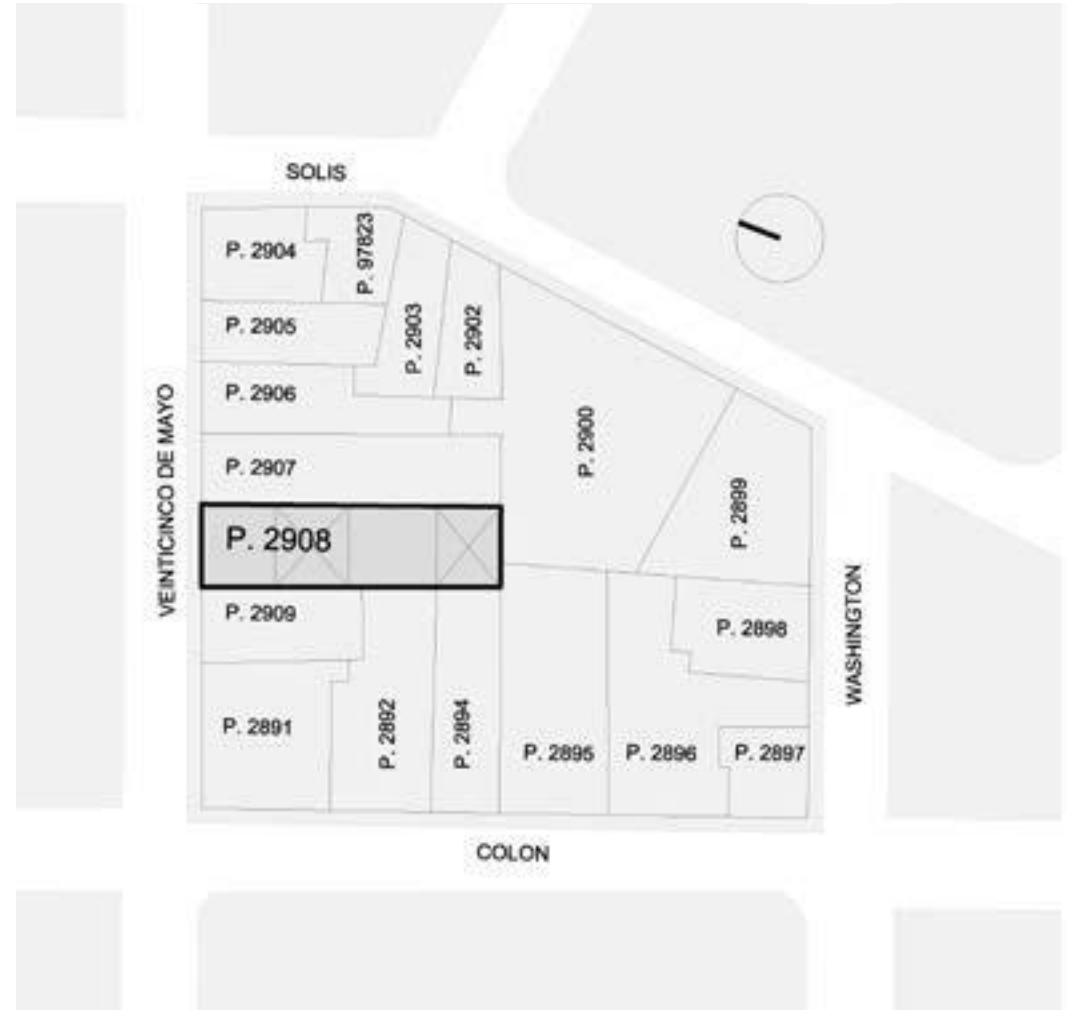 SOLIS
P. 2904
P. 97823
P. 2903
P. 2902
P. 2905
P. 2906
P. 2900
P. 2907
P. 2899
VEINTICINCO DE MAYO
P. 2908
P. 2909
P. 2898
WASHINGTON
P. 2891
P. 2892
P. 2894
P. 2895
P. 2896
P. 2897
COLON